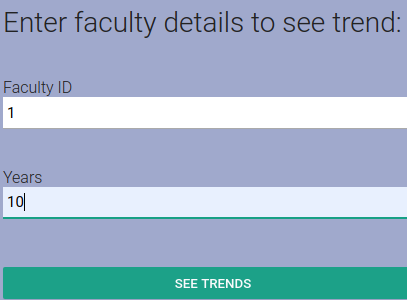 Enter faculty details to see trend:
Faculty ID
1
Years
10
SEE TRENDS